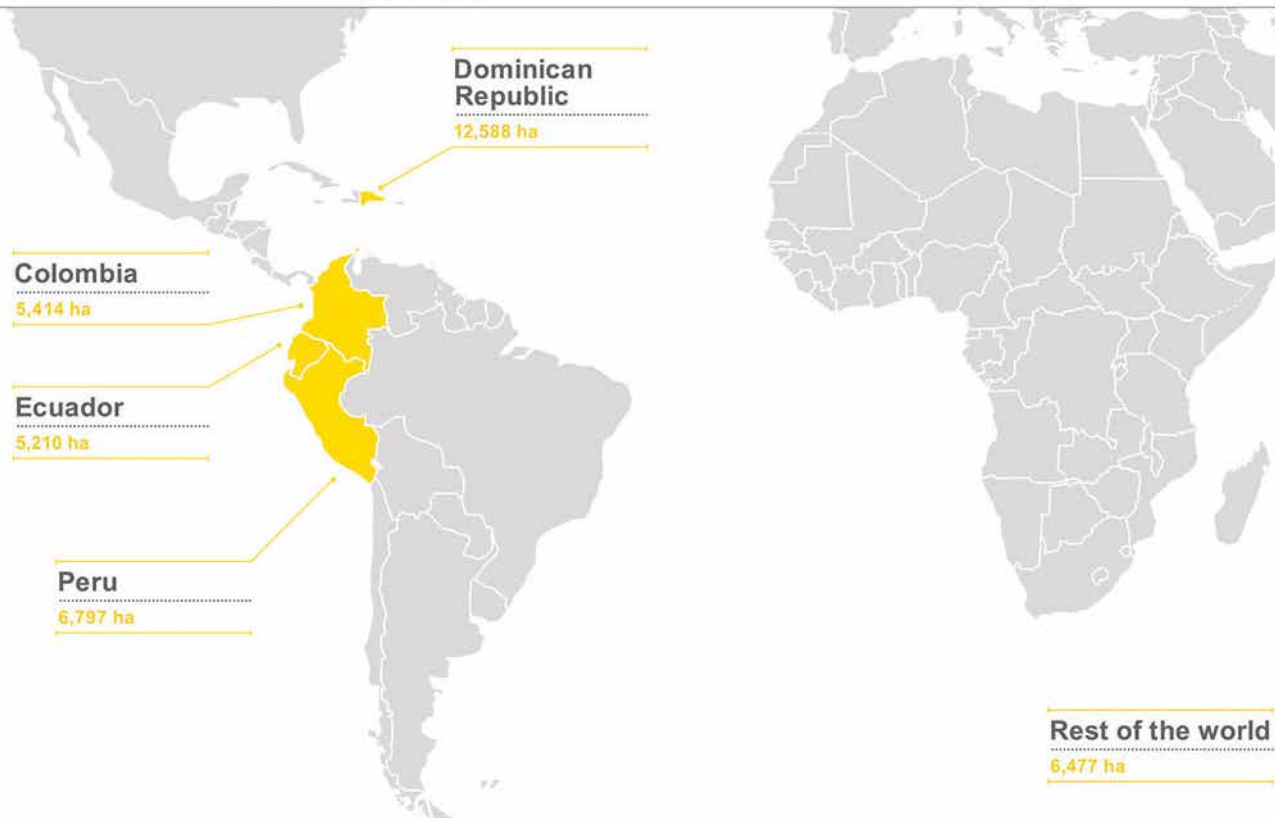 Dominican
Republic
12,588 ha
Colombia
5,414 ha
Ecuador
5,210 ha
Peru
6,797 ha
Rest of the world
6,477 ha